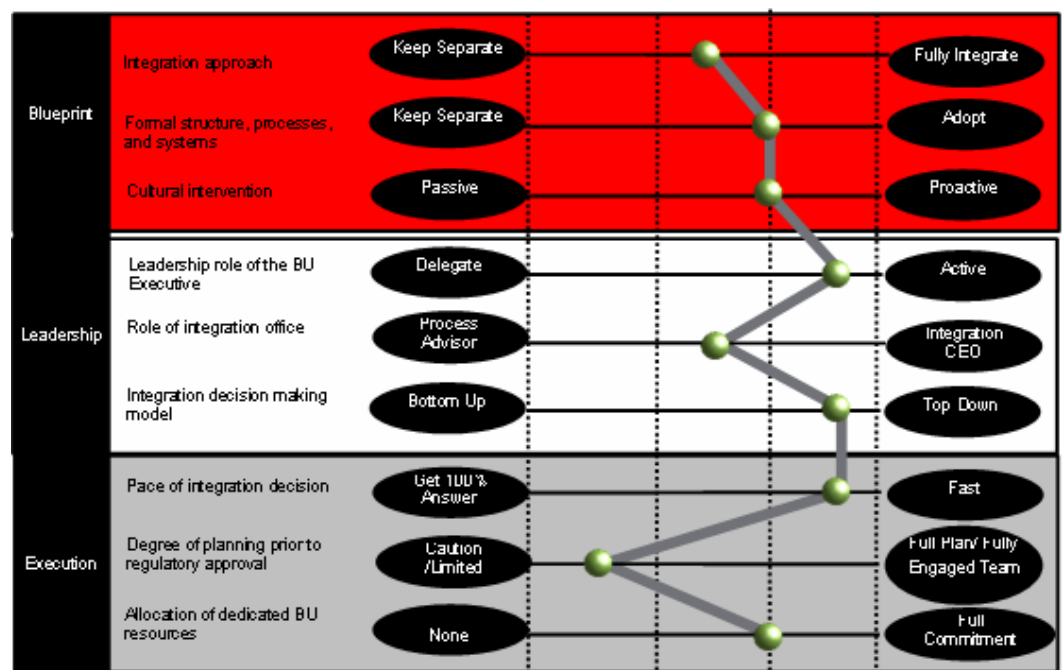 Blueprint
Integration approach
Keep Separate
Fully Integrate
Formal structure, processes,
and systems
Keep Separate
Adopt
Cultural intervention
Passive
Proactive
Leadership
Leadership role of the BU
Executive
Delegate
Active
Role of integration office
Process
Advisor
Integration
CEO
Integration decision making
model
Bottom Up
Top Down
Execution
Pace of integration decision
Get 100%
Answer
Fast
Degree of planning prior to
regulatory approval
Caution
/Limited
Full Plan/ Fully
Engaged Team
Allocation of dedicated BU
resources
None
Full
Commitment